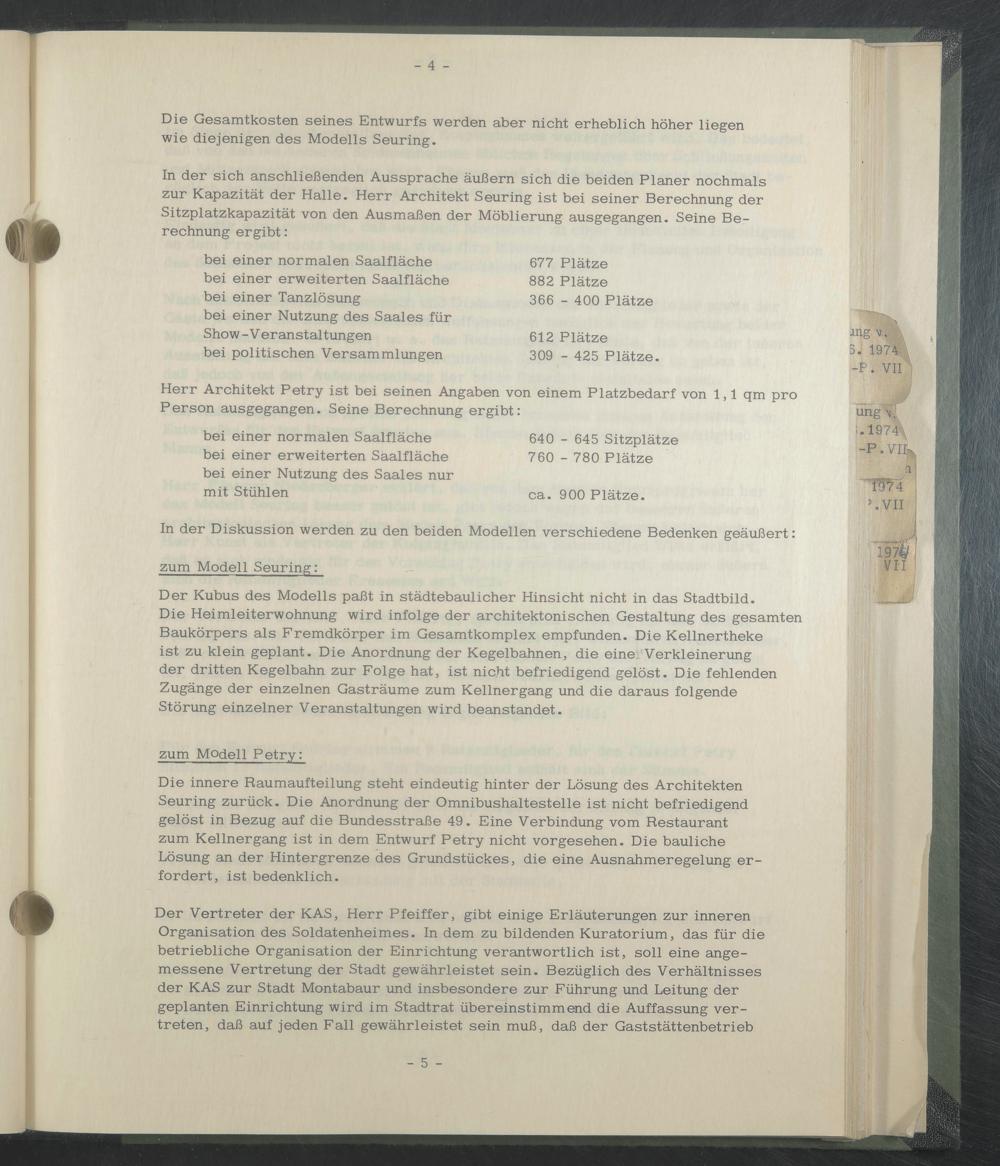 - 4 -
Die Gesamtkosten seines Entwurfs werden aber nicht erheblich höher liegen
wie diejenigen des Modells Seuring.
In der sich anschließenden Aussprache äußern sich die beiden Planer nochmals
zur Kapazität der Halle. Herr Architekt Seuring ist bei seiner Berechnung der
Sitzplatzkapazität von den Ausmaßen der Möblierung ausgegangen. Seine Be-
rechnung ergibt:
bei einer normalen Saalfläche 677 Plätze
bei einer erweiterten Saalfläche 882 Plätze
bei einer Tanzlösung 366 - 400 Plätze
bei einer Nutzung des Saales für
Show-Veranstaltungen 612 Plätze
bei politischen Versammlungen 309 - 425 Plätze.
Herr Architekt Petry ist bei seinen Angaben von einem Platzbedarf von 1,1 qm pro
Person ausgegangen. Seine Berechnung ergibt:
bei einer normalen Saalfläche 640 - 645 Sitzplätze
bei einer erweiterten Saalfläche 760 - 780 Plätze
bei einer Nutzung des Saales nur
mit Stühlen ca. 900 Plätze.
In der Diskussion werden zu den beiden Modellen verschiedene Bedenken geäußert:
zum Modell Seuring:
Der Kubus des Modells paßt in städtebaulicher Hinsicht nicht in das Stadtbild.
Die Heimleiterwohnung wird infolge der architektonischen Gestaltung des gesamten
Baukörpers als Fremdkörper im Gesamtkomplex empfunden. Die Kellnertheke
ist zu klein geplant. Die Anordnung der Kegelbahnen, die eine Verkleinerung
der dritten Kegelbahn zur Folge hat, ist nicht befriedigend gelöst. Die fehlenden
Zugänge der einzelnen Gasträume zum Kellnergang und die daraus folgende
Störung einzelner Veranstaltungen wird beanstandet.
zum Modell Petry:
Die innere Raumaufteilung steht eindeutig hinter der Lösung des Architekten
Seuring zurück. Die Anordnung der Omnibushaltestelle ist nicht befriedigend
gelöst in Bezug auf die Bundesstraße 49. Eine Verbindung vom Restaurant
zum Kellnergang ist in dem Entwurf Petry nicht vorgesehen. Die bauliche
Lösung an der Hintergrenze des Grundstückes, die eine Ausnahmeregelung er-
fordert, ist bedenklich.
Der Vertreter der KAS, Herr Pfeiffer, gibt einige Erläuterungen zur inneren
Organisation des Soldatenheimes. In dem zu bildenden Kuratorium, das für die
betriebliche Organisation der Einrichtung verantwortlich ist, soll eine ange-
messene Vertretung der Stadt gewährleistet sein. Bezüglich des Verhältnisses
der KAS zur Stadt Montabaur und insbesondere zur Führung und Leitung der
geplanten Einrichtung wird im Stadtrat übereinstimmend die Auffassung ver-
treten, daß auf jeden Fall gewährleistet sein muß, daß der Gaststättenbetrieb
- 5 -
ung v.
6. 1974
-P. VII
ung v.
.1974
-P.VII
1974
.VII
1974
VII